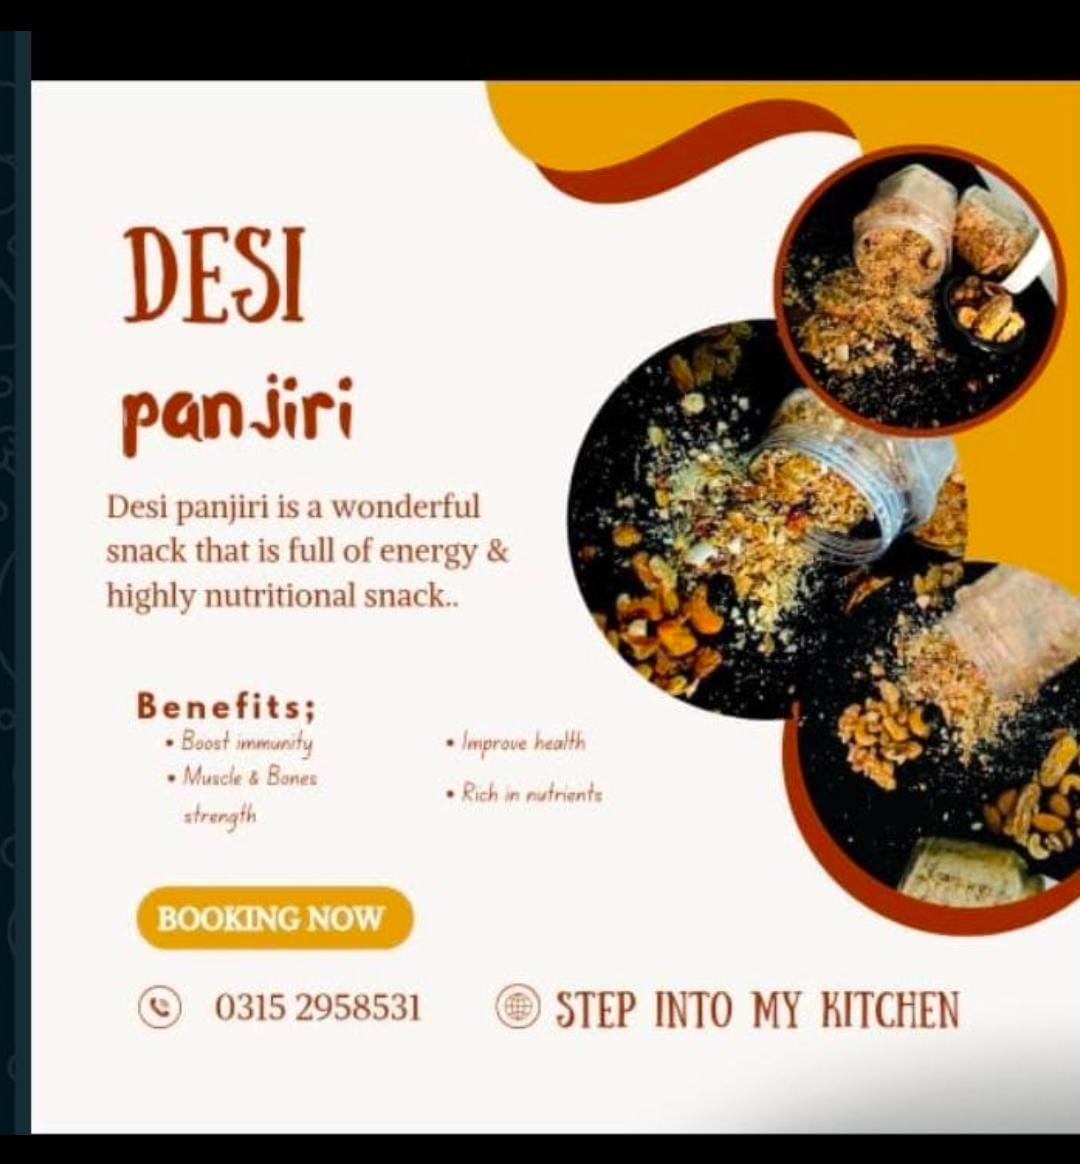 DESI
panjiri
Desi panjiri is a wonderful
snack that is full of energy &
highly nutritional snack..
Benefits;
• Boost immunity
• Muscle & Bones
strength
• Improve health
• Rich in nutrients
BOOKING NOW
0315 2958531
STEP INTO MY KITCHEN